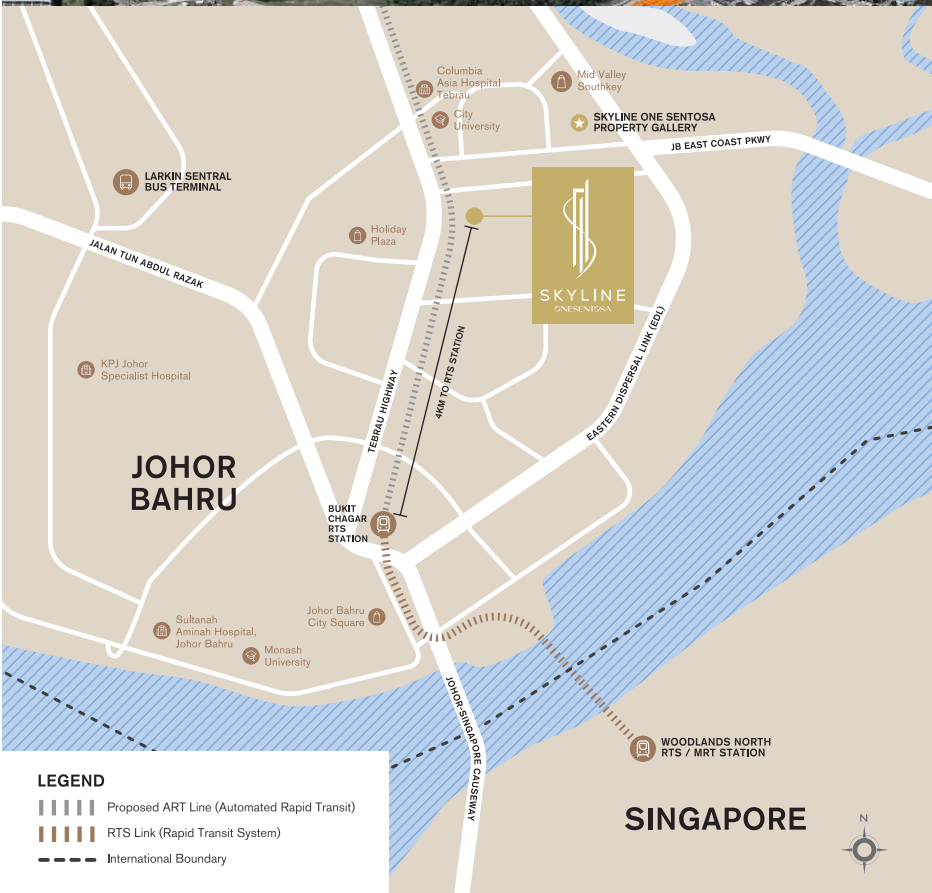 Columbia
Asia Hospital
Tebrau
City
University
Mid Valley
Southkey
SKYLINE ONE SENTOSA
PROPERTY GALLERY
JB EAST COAST PKWY
LARKIN SENTRAL
BUS TERMINAL
Holiday
Plaza
JALAN TUN ABDUL RAZAK
SKYLINE
ONESENTOSA
KPJ Johor
Specialist Hospital
TEBRAU HIGHWAY
4KM TO RTS STATION
EASTERN DISPERSAL LINK (EDL)
JOHOR
BAHRU
BUKIT
CHAGAR
RTS
STATION
Sultanah
Aminah Hospital,
Johor Bahru
Johor Bahru
City Square
Monash
University
JOHOR-SINGAPORE CAUSEWAY
WOODLANDS NORTH
RTS / MRT STATION
SINGAPORE
N
LEGEND
Proposed ART Line (Automated Rapid Transit)
RTS Link (Rapid Transit System)
International Boundary